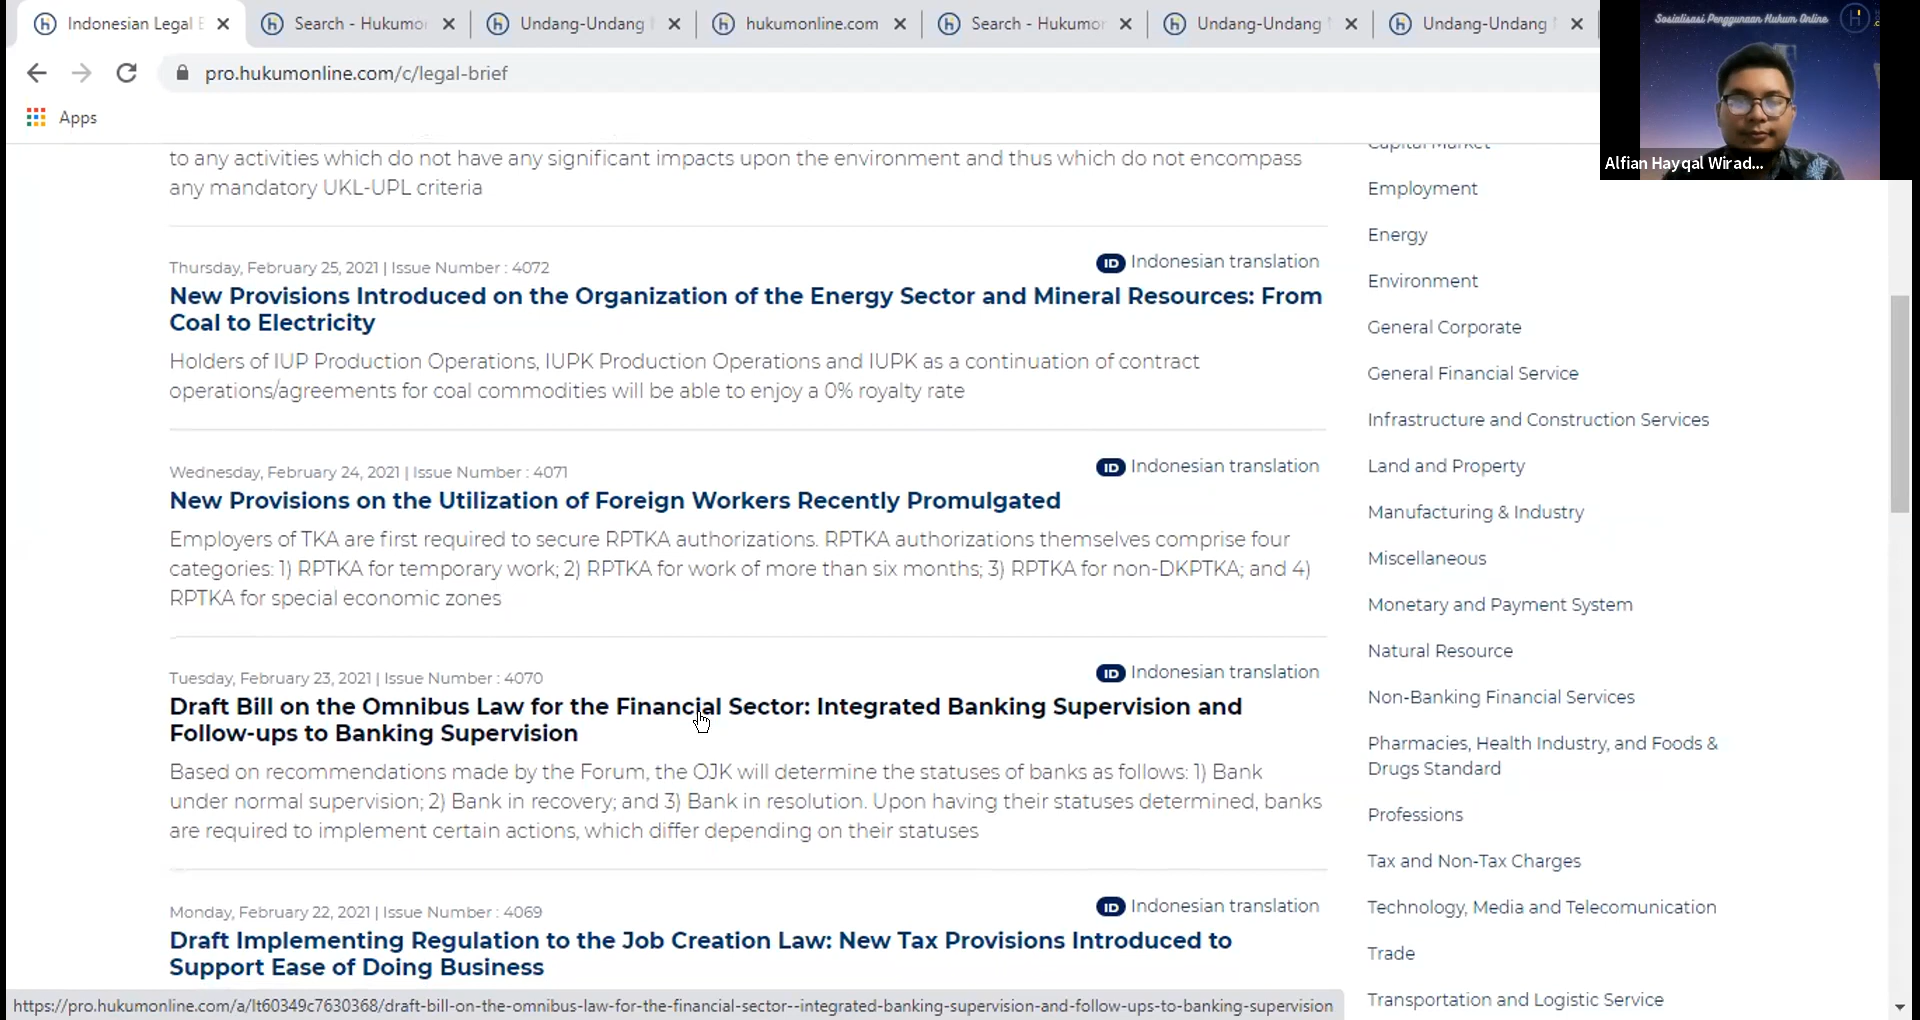 Indonesian Legal
Search - Hukumo
Undang-Undang
hukumonline.com
Search - Hukumor
Undang-Undang
Undang-Undang
Sosialisasi Penggunaan Hukum Online
pro.hukumonline.com/c/legal-brief
Apps
Alfian Hayqal Wirad...
to any activities which do not have any significant impacts upon the environment and thus which do not encompass
any mandatory UKL-UPL criteria
Thursday, February 25, 2021 | Issue Number : 4072
ID Indonesian translation
New Provisions Introduced on the Organization of the Energy Sector and Mineral Resources: From
Coal to Electricity
Holders of IUP Production Operations, IUPK Production Operations and IUPK as a continuation of contract
operations/agreements for coal commodities will be able to enjoy a 0% royalty rate
Wednesday, February 24, 2021 | Issue Number : 4071
ID Indonesian translation
New Provisions on the Utilization of Foreign Workers Recently Promulgated
Employers of TKA are first required to secure RPTKA authorizations. RPTKA authorizations themselves comprise four
categories: 1) RPTKA for temporary work; 2) RPTKA for work of more than six months; 3) RPTKA for non-DKPTKA; and 4)
RPTKA for special economic zones
Tuesday, February 23, 2021 | Issue Number : 4070
ID Indonesian translation
Draft Bill on the Omnibus Law for the Financial Sector: Integrated Banking Supervision and
Follow-ups to Banking Supervision
Based on recommendations made by the Forum, the OJK will determine the statuses of banks as follows: 1) Bank
under normal supervision; 2) Bank in recovery; and 3) Bank in resolution. Upon having their statuses determined, banks
are required to implement certain actions, which differ depending on their statuses
Monday, February 22, 2021 | Issue Number : 4069
ID Indonesian translation
Draft Implementing Regulation to the Job Creation Law: New Tax Provisions Introduced to
Support Ease of Doing Business
Capital Market
Employment
Energy
Environment
General Corporate
General Financial Service
Infrastructure and Construction Services
Land and Property
Manufacturing & Industry
Miscellaneous
Monetary and Payment System
Natural Resource
Non-Banking Financial Services
Pharmacies, Health Industry, and Foods &
Drugs Standard
Professions
Tax and Non-Tax Charges
Technology, Media and Telecomunication
Trade
Transportation and Logistic Service
https://pro.hukumonline.com/a/lt60349c7630368/draft-bill-on-the-omnibus-law-for-the-financial-sector--integrated-banking-supervision-and-follow-ups-to-banking-supervision